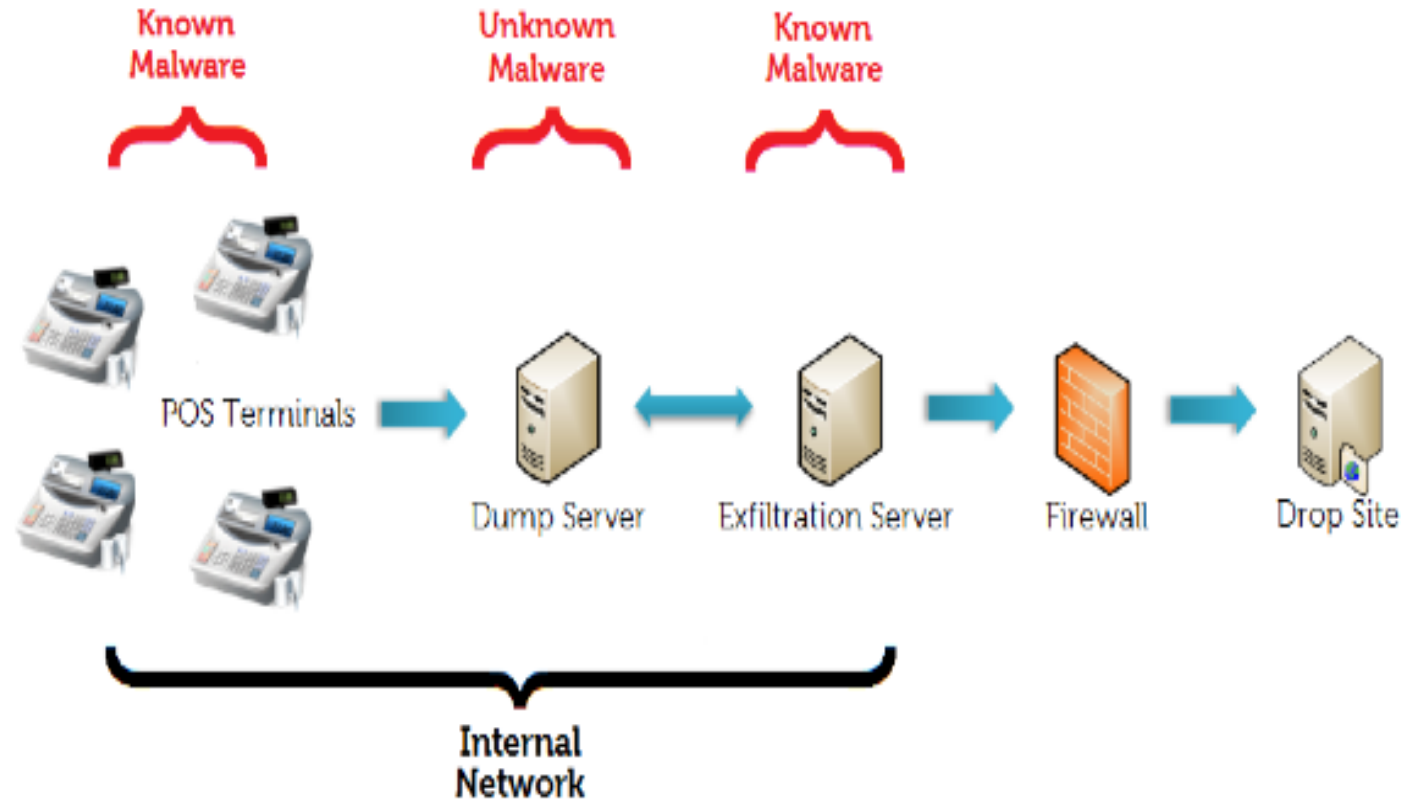 Known
Malware
Unknown
Malware
Known
Malware
POS Terminals
Dump Server
Exfiltration Server
Firewall
Drop Site
Internal
Network